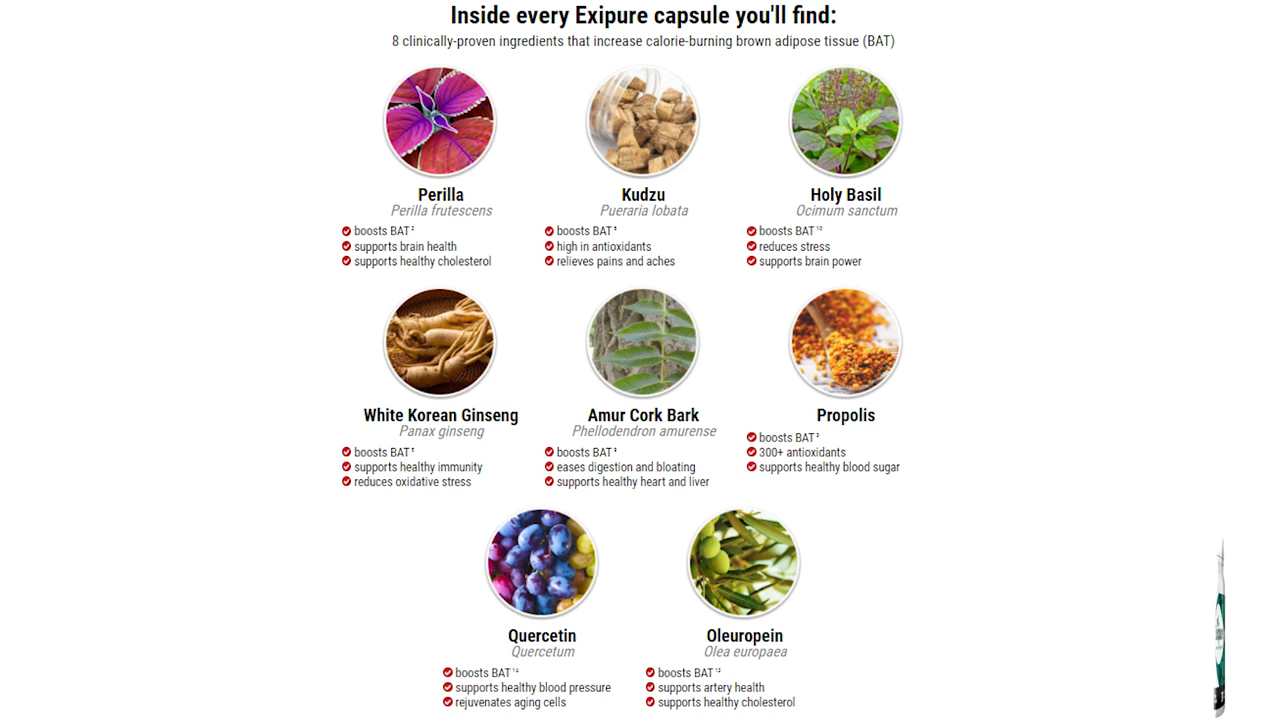 Inside every Exipure capsule you'll find:
8 clinically-proven ingredients that increase calorie-burning brown adipose tissue (BAT)
Perilla
Perilla frutescens
boosts BAT
supports brain health
supports healthy cholesterol
Kudzu
Pueraria lobata
boosts BAT
high in antioxidants
relieves pains and aches
Holy Basil
Ocimum sanctum
boosts BAT
reduces stress
supports brain power
White Korean Ginseng
Panax ginseng
boosts BAT
supports healthy immunity
reduces oxidative stress
Amur Cork Bark
Phellodendron amurense
boosts BAT
eases digestion and bloating
supports healthy heart and liver
Propolis
boosts BAT
300+ antioxidants
supports healthy blood sugar
Quercetin
Quercetum
boosts BAT
supports healthy blood pressure
rejuvenates aging cells
Oleuropein
Olea europaea
boosts BAT
supports artery health
supports healthy cholesterol